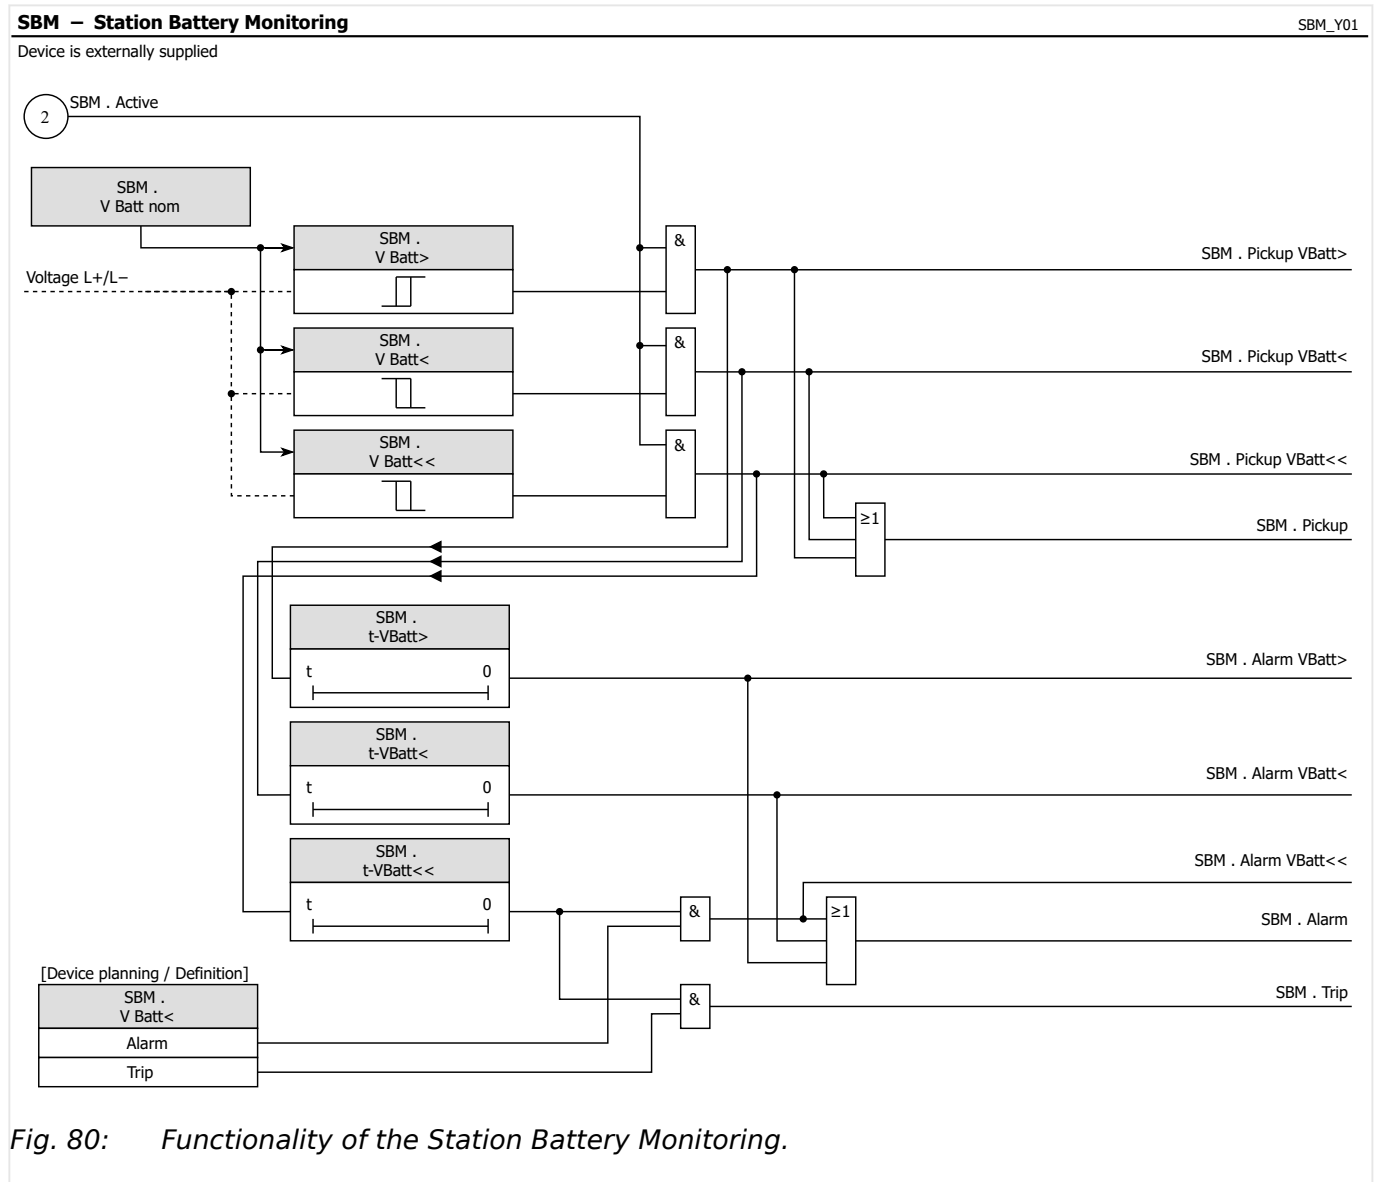 SBM – Station Battery Monitoring
SBM_Y01
Device is externally supplied
SBM . Active
2
SBM .
V Batt nom
SBM .
V Batt>
&
SBM . Pickup VBatt>
Voltage L+/L−
SBM .
V Batt<
&
SBM . Pickup VBatt<
SBM .
V Batt<<
&
SBM . Pickup VBatt<<
≥1
SBM . Pickup
SBM .
t-VBatt>
t 0
SBM . Alarm VBatt>
SBM .
t-VBatt<
t 0
SBM . Alarm VBatt<
SBM .
t-VBatt<<
t 0
SBM . Alarm VBatt<<
&
≥1
SBM . Alarm
[Device planning / Definition]
SBM .
V Batt<
Alarm
Trip
&
SBM . Trip
Fig. 80: Functionality of the Station Battery Monitoring.